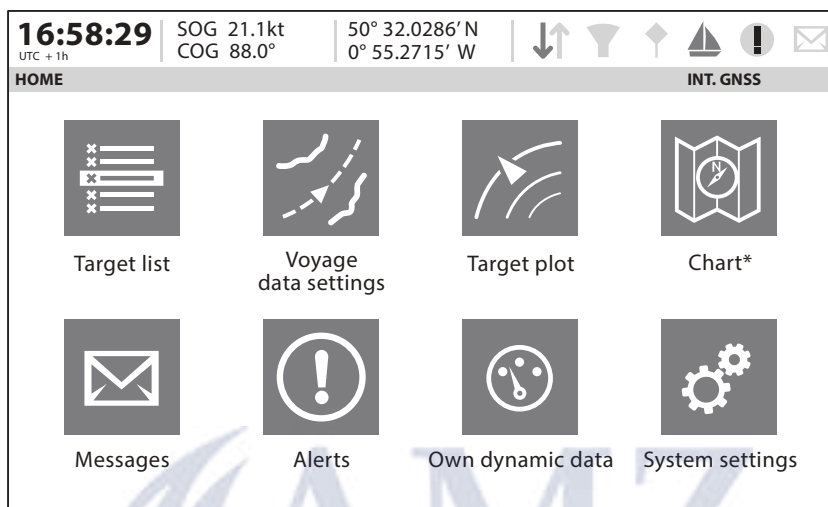 16:58:29
UTC + 1h
SOG 21.1kt
COG 88.0°
50° 32.0286′ N
0° 55.2715′ W
HOME
INT. GNSS
Target list
Voyage
data settings
Target plot
N
Chart*
Messages
Alerts
Own dynamic data
System settings
AMZ